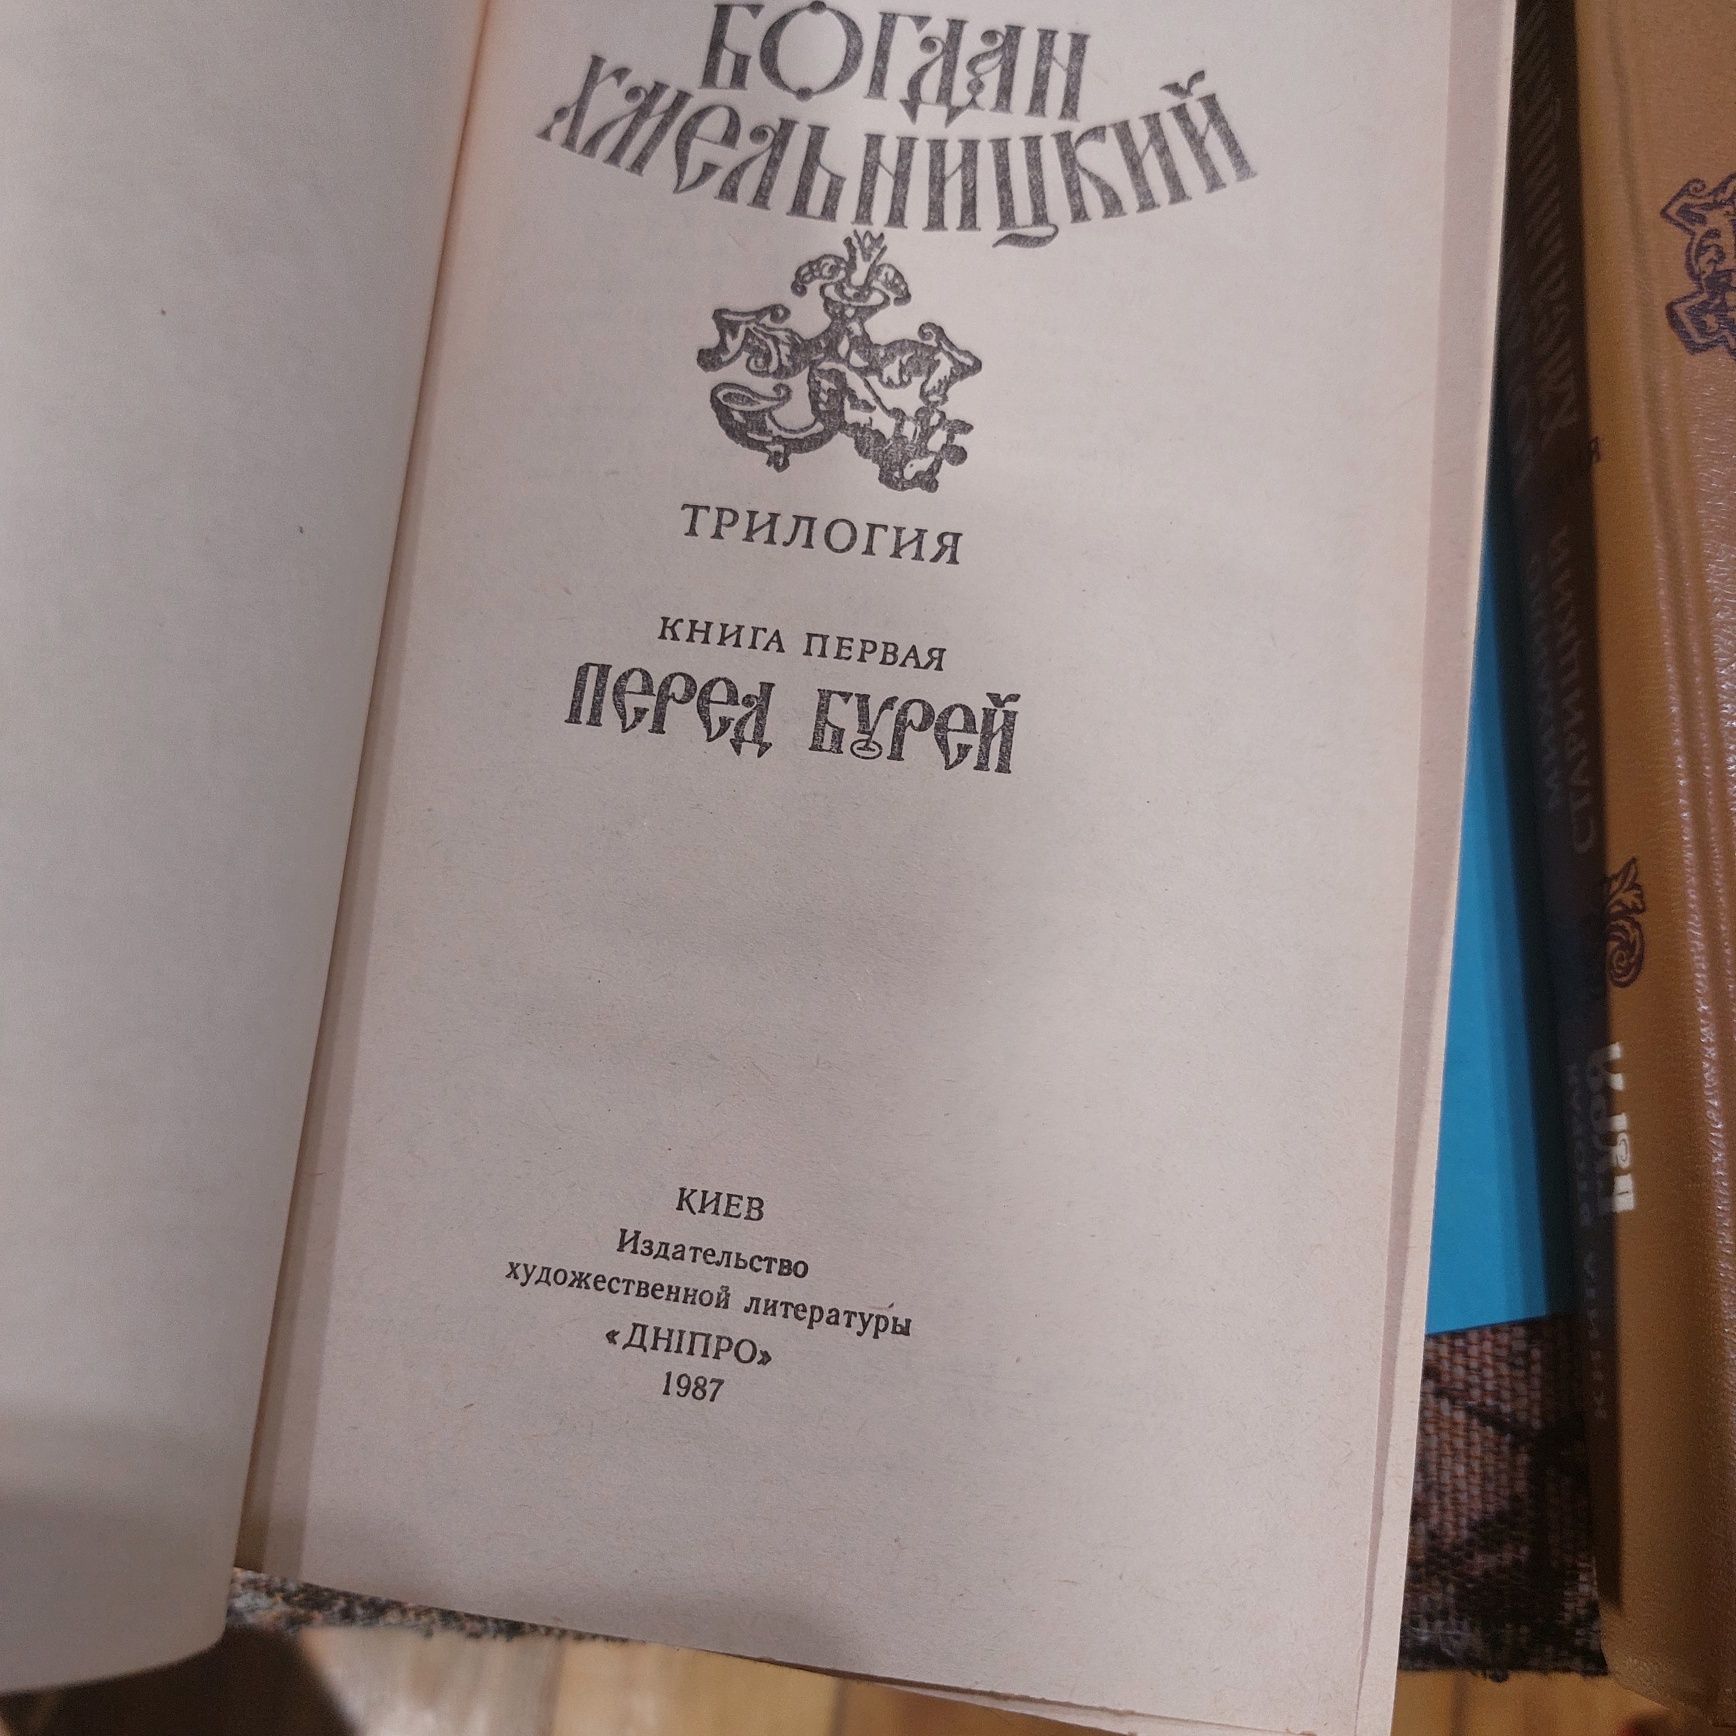 БОГДАН
ХМЕЛЬНИЦКИЙ
ТРИЛОГИЯ
КНИГА ПЕРВАЯ
ПЕРЕД БУРЕЙ
КИЕВ
Издательство
художественной литературы
«ДНІПРО»
1987